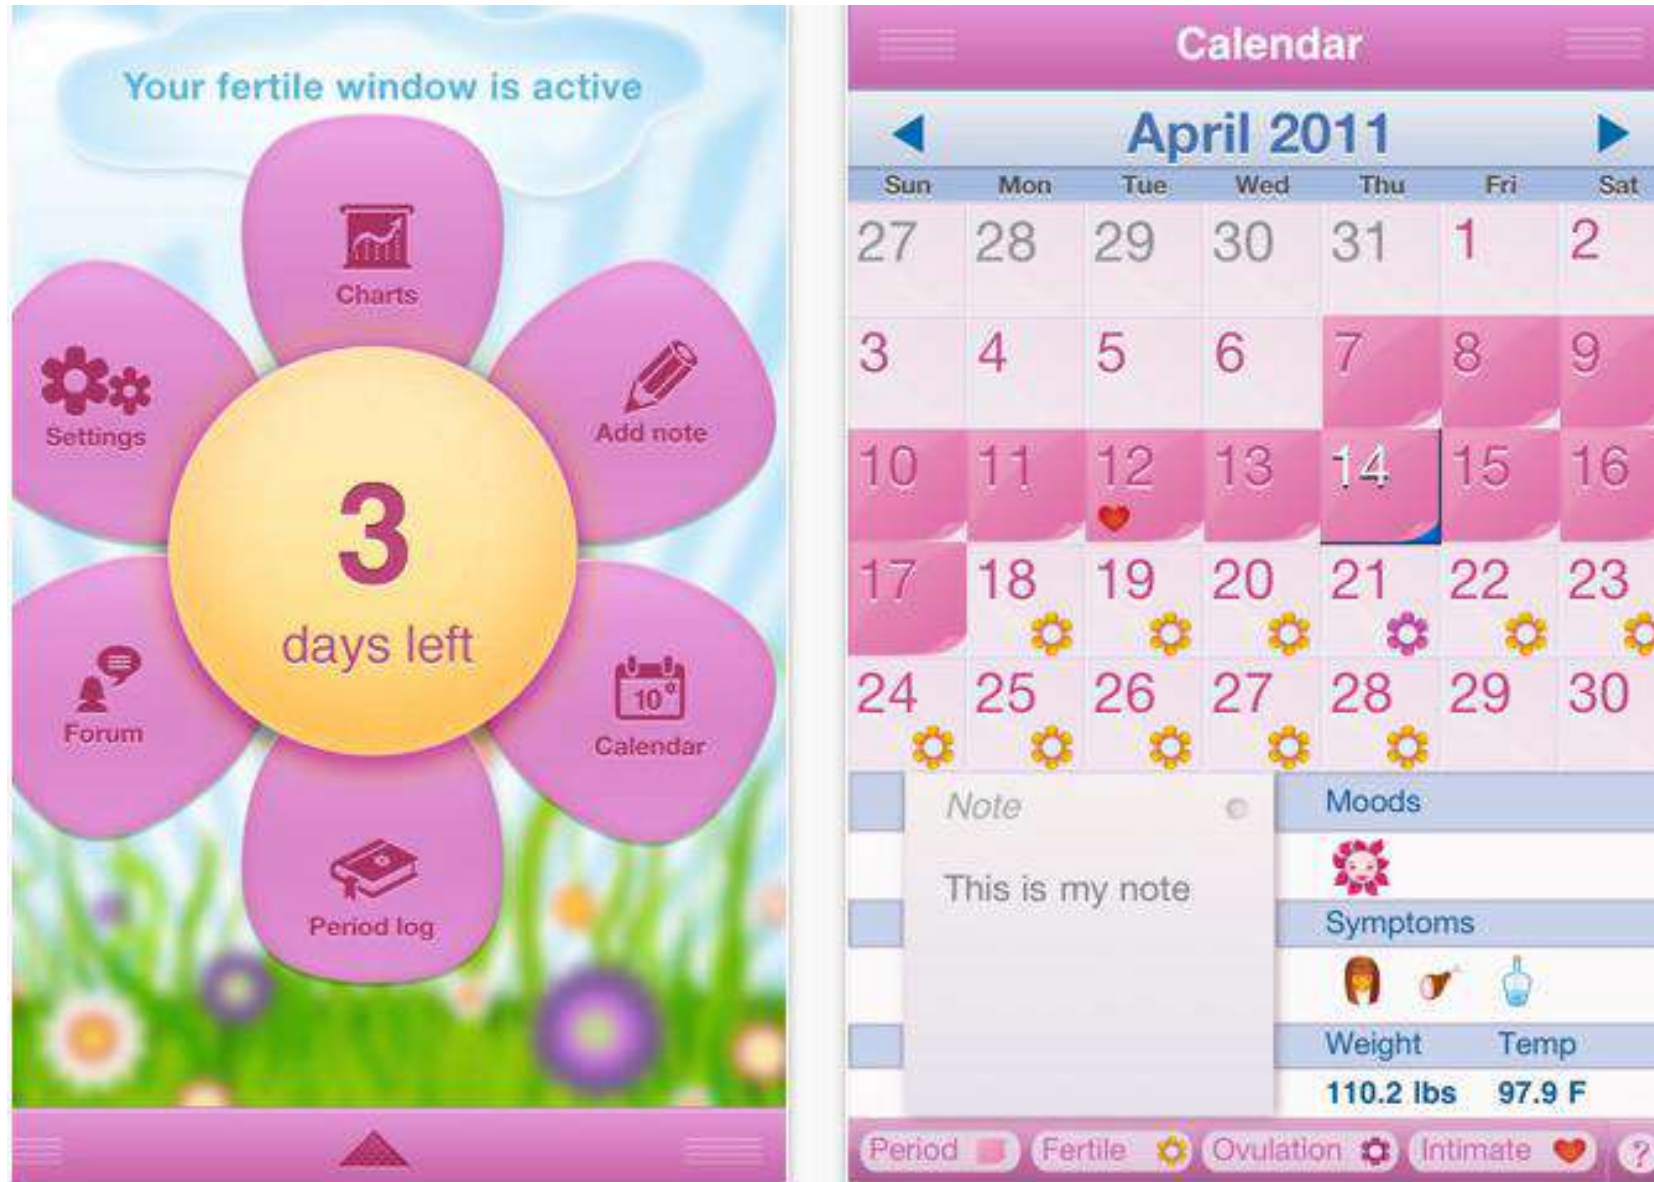 Your fertile window is active
Charts
Settings
Add note
3
days left
Forum
10
Calendar
Period log
Calendar
April 2011
Sun Mon Tue Wed Thu Fri Sat
27 28 29 30 31 1 2
3 4 5 6 7 8 9
10 11 12 13 14 15 16
17 18 19 20 21 22 23
24 25 26 27 28 29 30
Note
This is my note
Moods
Symptoms
Weight Temp
110.2 lbs 97.9 F
Period Fertile Ovulation Intimate ?